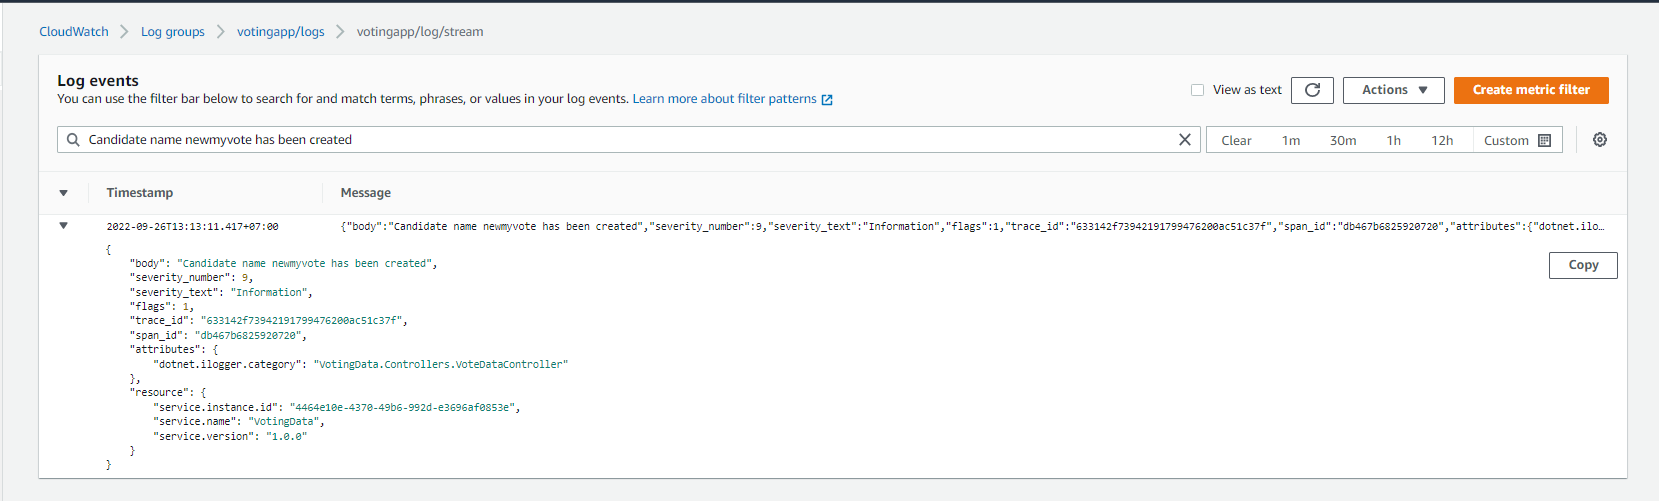 CloudWatch > Log groups > votingapp/logs > votingapp/log/stream
Log events
You can use the filter bar below to search for and match terms, phrases, or values in your log events. Learn more about filter patterns
View as text
Actions
Create metric filter
Candidate name newmyvote has been created
Clear 1m 30m 1h 12h Custom
Timestamp Message
2022-09-26T13:13:11.417+07:00 {"body":"Candidate name newmyvote has been created","severity_number":9,"severity_text":"Information","flags":1,"trace_id":"633142f73942191799476200ac51c37f","span_id":"db467b6825920720","attributes":{"dotnet.ilo…
{
"body": "Candidate name newmyvote has been created",
"severity_number": 9,
"severity_text": "Information",
"flags": 1,
"trace_id": "633142f73942191799476200ac51c37f",
"span_id": "db467b6825920720",
"attributes": {
"dotnet.ilogger.category": "VotingData.Controllers.VoteDataController"
},
"resource": {
"service.instance.id": "4464e10e-4370-49b6-992d-e3696af0853e",
"service.name": "VotingData",
"service.version": "1.0.0"
}
}
Copy